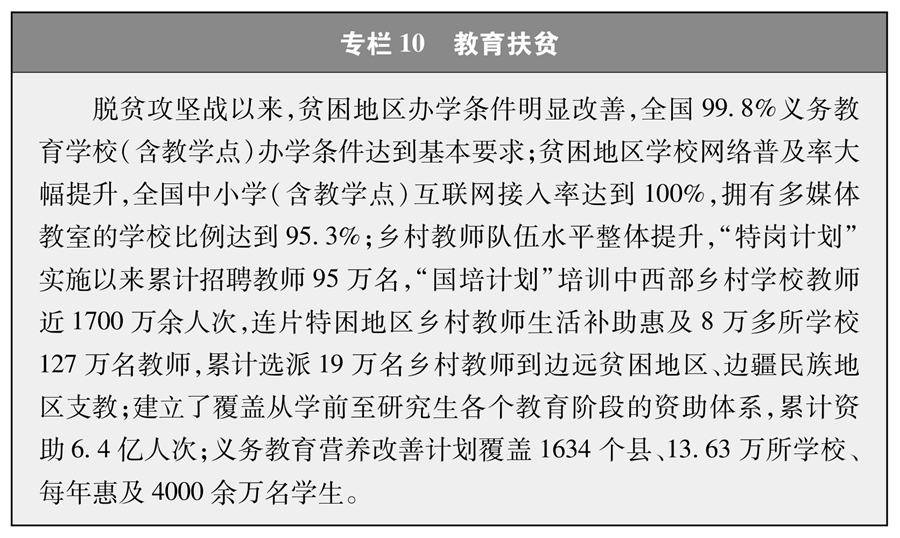 专栏 10　教育扶贫
脱贫攻坚战以来，贫困地区办学条件明显改善，全国 99. 8%义务教
育学校（含教学点）办学条件达到基本要求；贫困地区学校网络普及率大
幅提升，全国中小学（含教学点）互联网接入率达到 100%，拥有多媒体
教室的学校比例达到 95. 3%；乡村教师队伍水平整体提升，“特岗计划”
实施以来累计招聘教师 95 万名，“国培计划”培训中西部乡村学校教师
近 1700 万余人次，连片特困地区乡村教师生活补助惠及 8 万多所学校
127 万名教师，累计选派 19 万名乡村教师到边远贫困地区、边疆民族地
区支教；建立了覆盖从学前至研究生各个教育阶段的资助体系，累计资
助 6. 4 亿人次；义务教育营养改善计划覆盖 1634 个县、13. 63 万所学校、
每年惠及 4000 余万名学生。